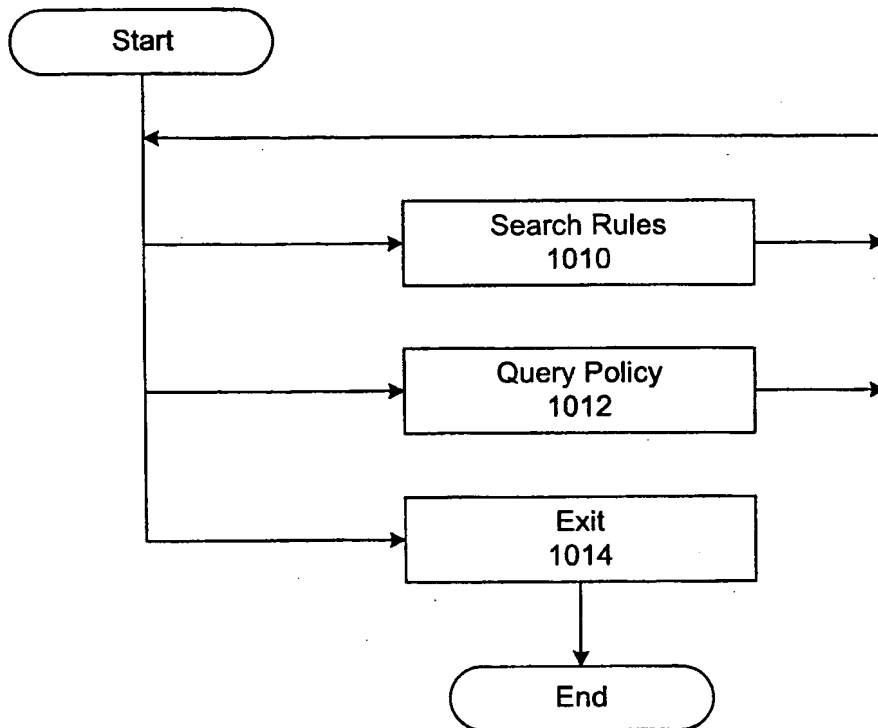 Start
Search Rules
1010
Query Policy
1012
Exit
1014
End